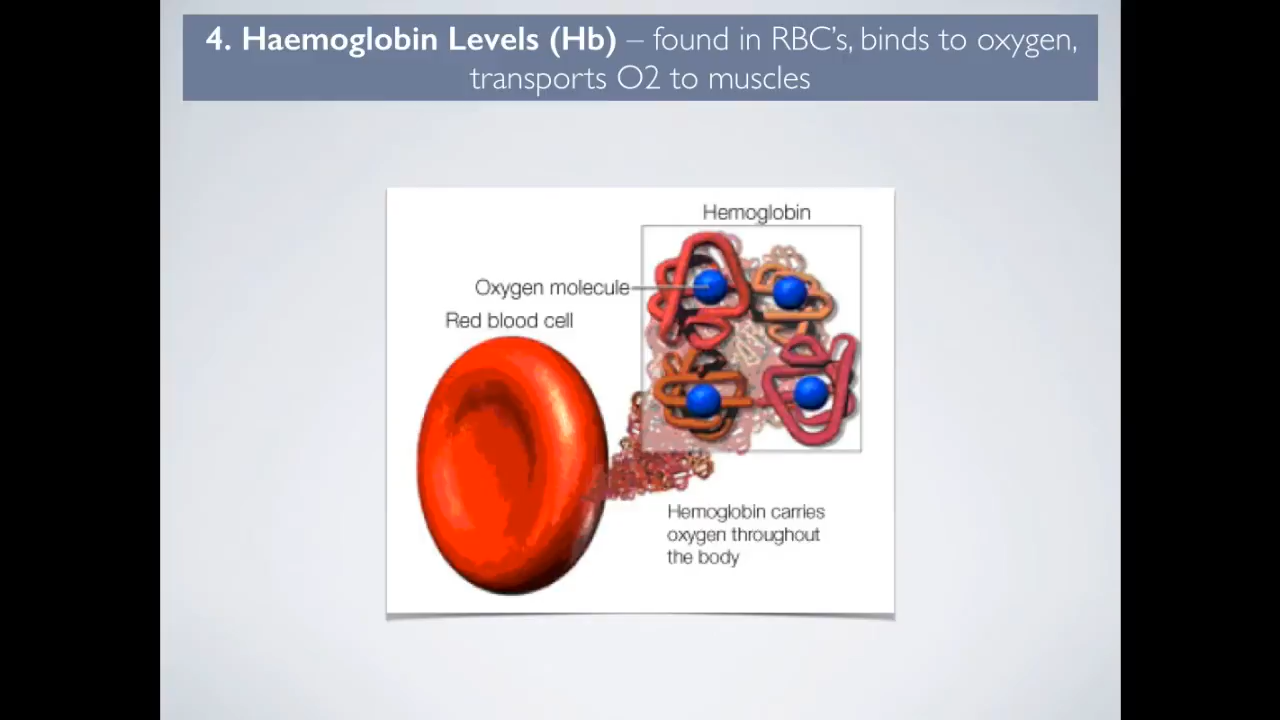 4. Haemoglobin Levels (Hb) – found in RBC's, binds to oxygen,
transports O2 to muscles
Hemoglobin
Oxygen molecule
Red blood cell
Hemoglobin carries
oxygen throughout
the body